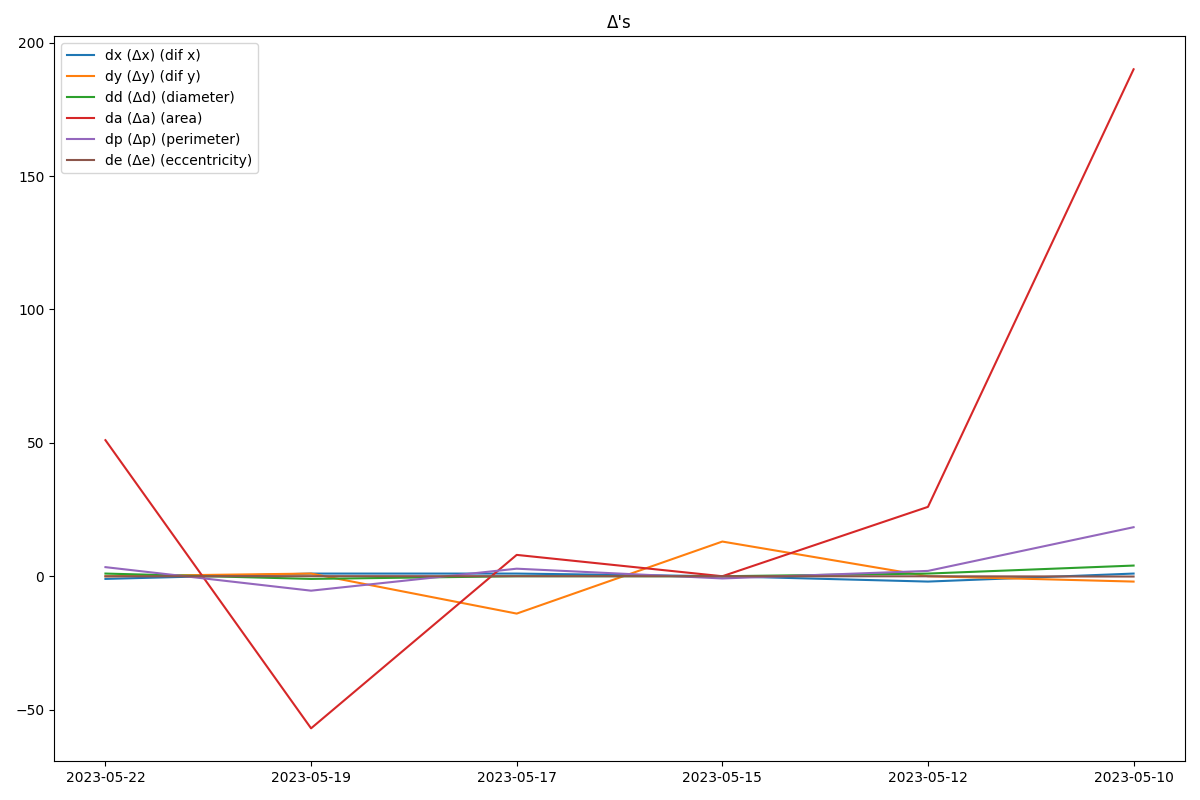 Δ's
dx (Δx) (dif x)
dy (Δy) (dif y)
dd (Δd) (diameter)
da (Δa) (area)
dp (Δp) (perimeter)
de (Δe) (eccentricity)
200
150
100
50
0
−50
2023-05-22 2023-05-19 2023-05-17 2023-05-15 2023-05-12 2023-05-10